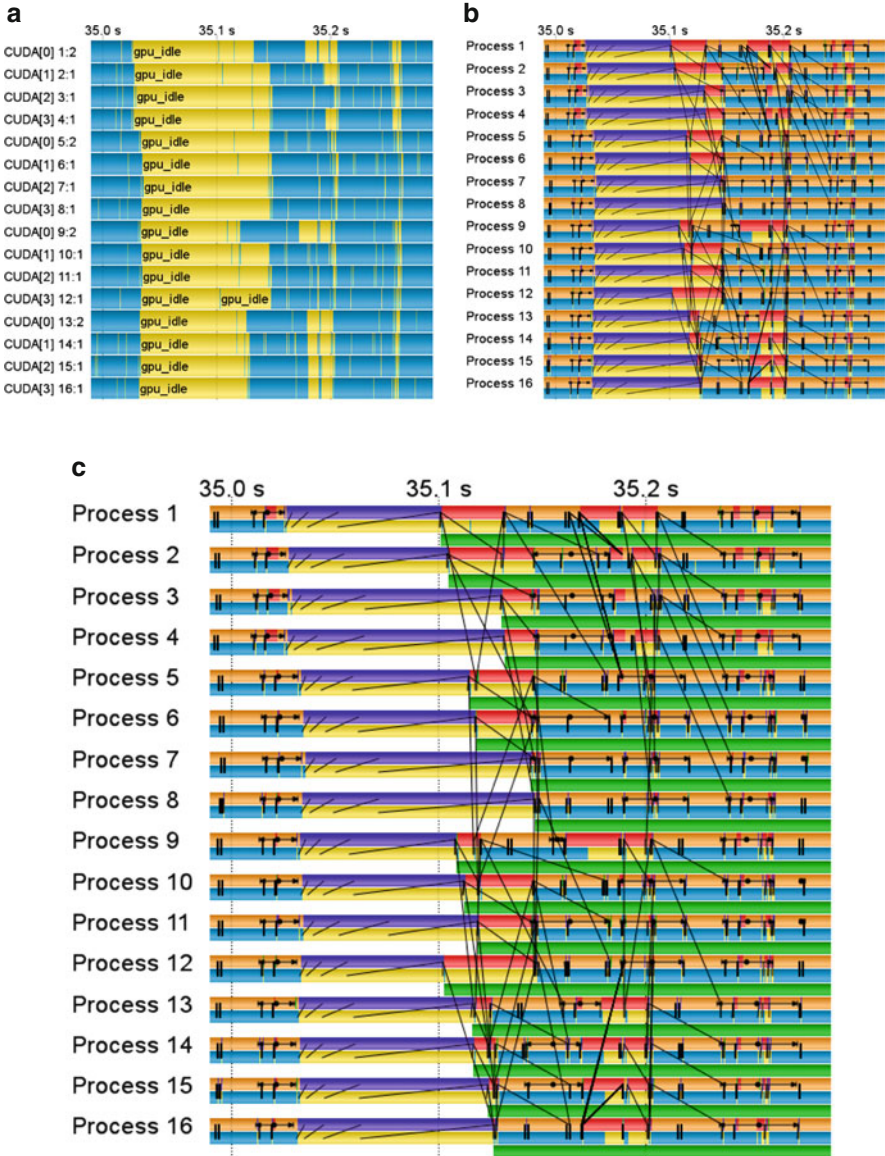 a
35.0 s 35.1 s 35.2 s
CUDA[0] 1:2 gpu_idle
CUDA[1] 2:1 gpu_idle
CUDA[2] 3:1 gpu_idle
CUDA[3] 4:1 gpu_idle
CUDA[0] 5:2 gpu_idle
CUDA[1] 6:1 gpu_idle
CUDA[2] 7:1 gpu_idle
CUDA[3] 8:1 gpu_idle
CUDA[0] 9:2 gpu_idle
CUDA[1] 10:1 gpu_idle
CUDA[2] 11:1 gpu_idle
CUDA[3] 12:1 gpu_idle gpu_idle
CUDA[0] 13:2 gpu_idle
CUDA[1] 14:1 gpu_idle
CUDA[2] 15:1 gpu_idle
CUDA[3] 16:1 gpu_idle
b
35.0 s 35.1 s 35.2 s
Process 1
Process 2
Process 3
Process 4
Process 5
Process 6
Process 7
Process 8
Process 9
Process 10
Process 11
Process 12
Process 13
Process 14
Process 15
Process 16
c
35.0 s 35.1 s 35.2 s
Process 1
Process 2
Process 3
Process 4
Process 5
Process 6
Process 7
Process 8
Process 9
Process 10
Process 11
Process 12
Process 13
Process 14
Process 15
Process 16